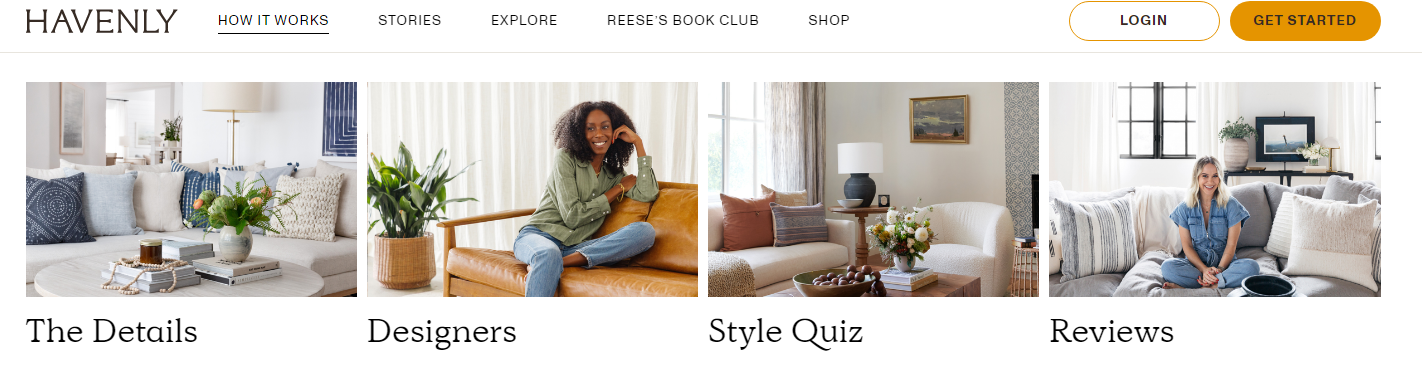 HAVENLY HOW IT WORKS STORIES EXPLORE REESE'S BOOK CLUB SHOP LOGIN GET STARTED
The Details Designers Style Quiz Reviews